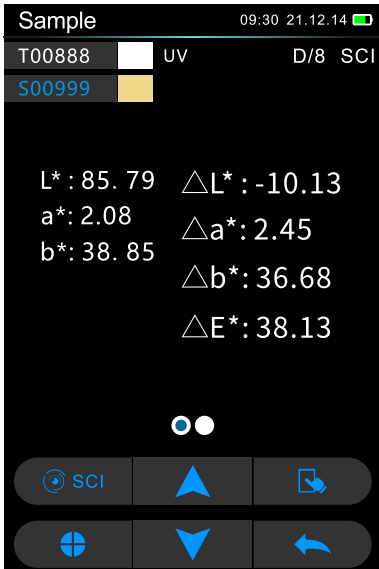 Sample 09:30 21.12.14
T00888 UV D/8 SCI
S00999
L*:85.79
a*:2.08
b*:38.85
△L*:-10.13
△a*:2.45
△b*:36.68
△E*:38.13
SCI